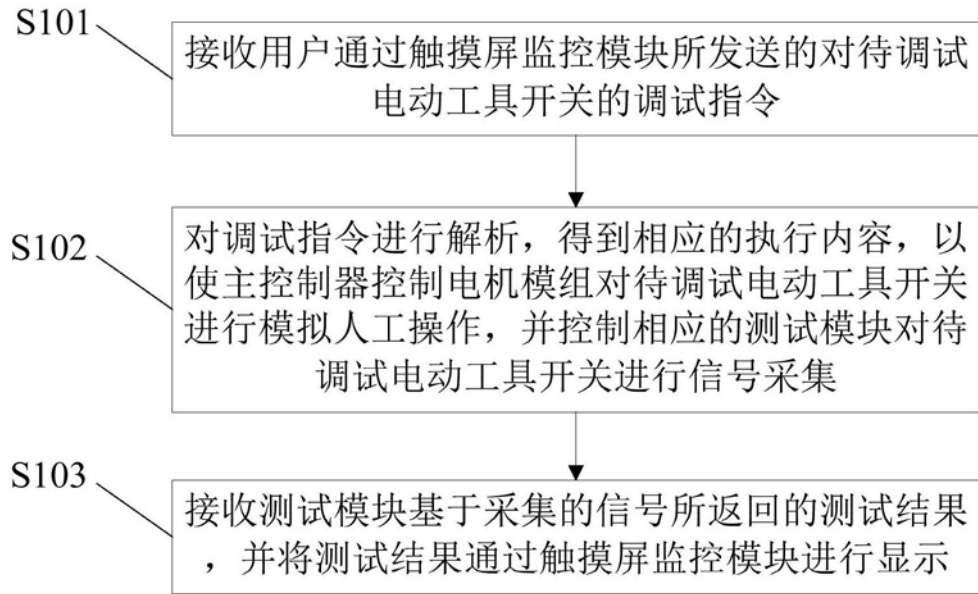 S101
接收用户通过触摸屏监控模块所发送的对待调试
电动工具开关的调试指令
S102
对调试指令进行解析，得到相应的执行内容，以
使主控制器控制电机模组对待调试电动工具开关
进行模拟人工操作，并控制相应的测试模块对待
调试电动工具开关进行信号采集
S103
接收测试模块基于采集的信号所返回的测试结果
，并将测试结果通过触摸屏监控模块进行显示